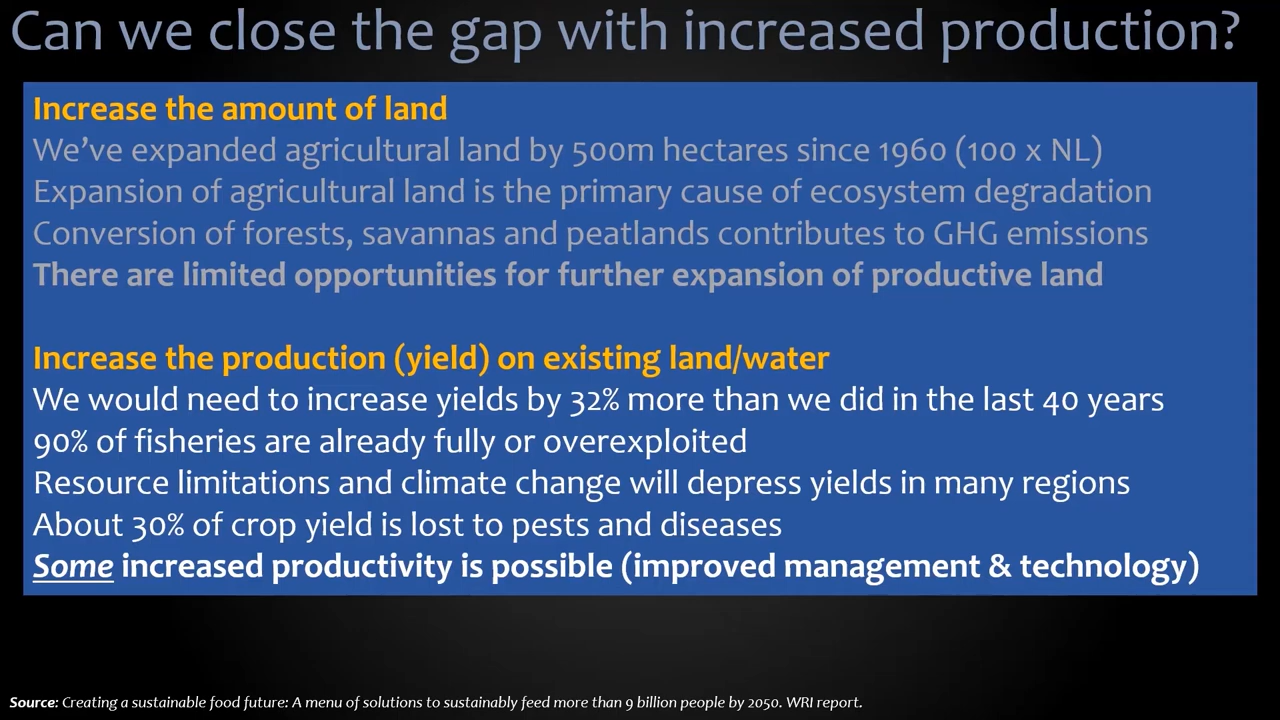 Can we close the gap with increased production?
Increase the amount of land
We've expanded agricultural land by 500m hectares since 1960 (100 x NL)
Expansion of agricultural land is the primary cause of ecosystem degradation
Conversion of forests, savannas and peatlands contributes to GHG emissions
There are limited opportunities for further expansion of productive land
Increase the production (yield) on existing land/water
We would need to increase yields by 32% more than we did in the last 40 years
90% of fisheries are already fully or overexploited
Resource limitations and climate change will depress yields in many regions
About 30% of crop yield is lost to pests and diseases
Some increased productivity is possible (improved management & technology)
Source: Creating a sustainable food future: A menu of solutions to sustainably feed more than 9 billion people by 2050. WRI report.